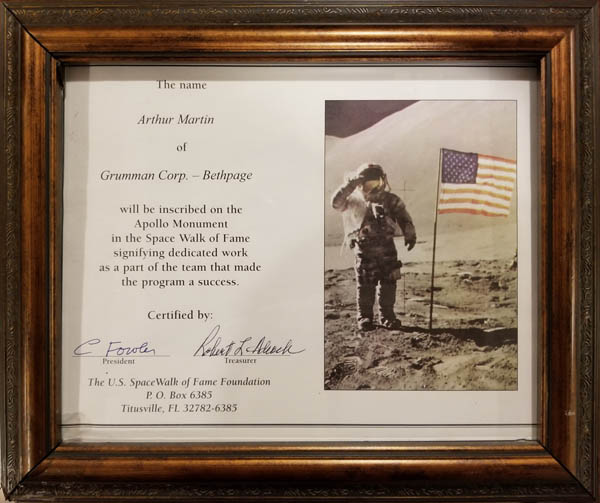 The name
Arthur Martin
of
Grumman Corp. – Bethpage
will be inscribed on the
Apollo Monument
in the Space Walk of Fame
signifying dedicated work
as a part of the team that made
the program a success.
Certified by:
C Fowler Robert L. Adcock
President Treasurer
The U.S. SpaceWalk of Fame Foundation
P. O. Box 6385
Titusville, FL 32782-6385